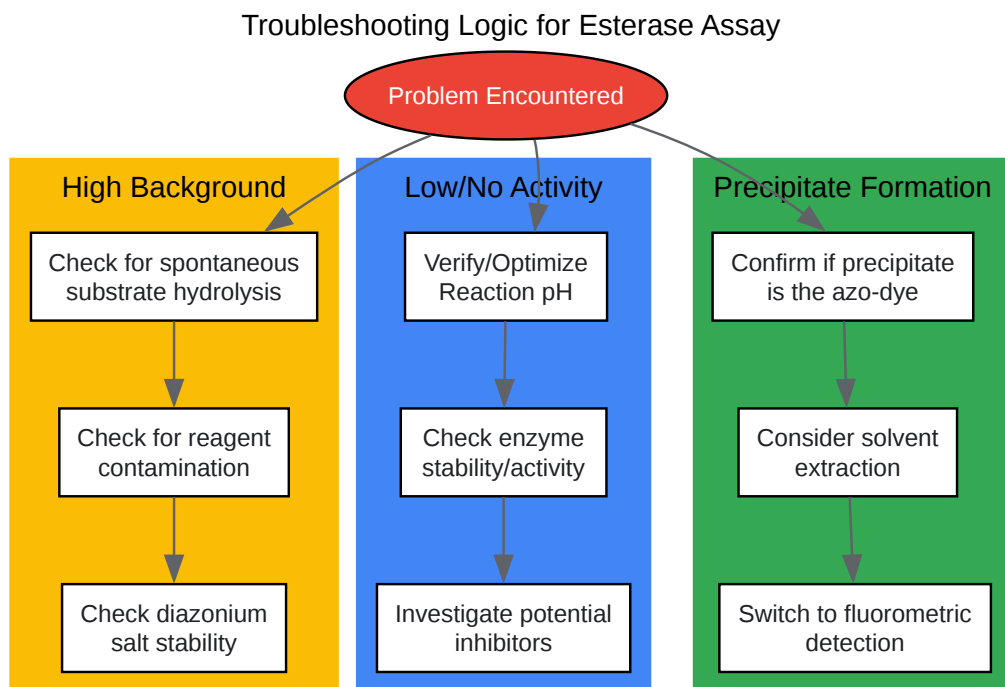 Troubleshooting Logic for Esterase Assay
Problem Encountered
High Background
Check for spontaneous
substrate hydrolysis
Check for reagent
contamination
Check diazonium
salt stability
Low/No Activity
Verify/Optimize
Reaction pH
Check enzyme
stability/activity
Investigate potential
inhibitors
Precipitate Formation
Confirm if precipitate
is the azo-dye
Consider solvent
extraction
Switch to fluorometric
detection